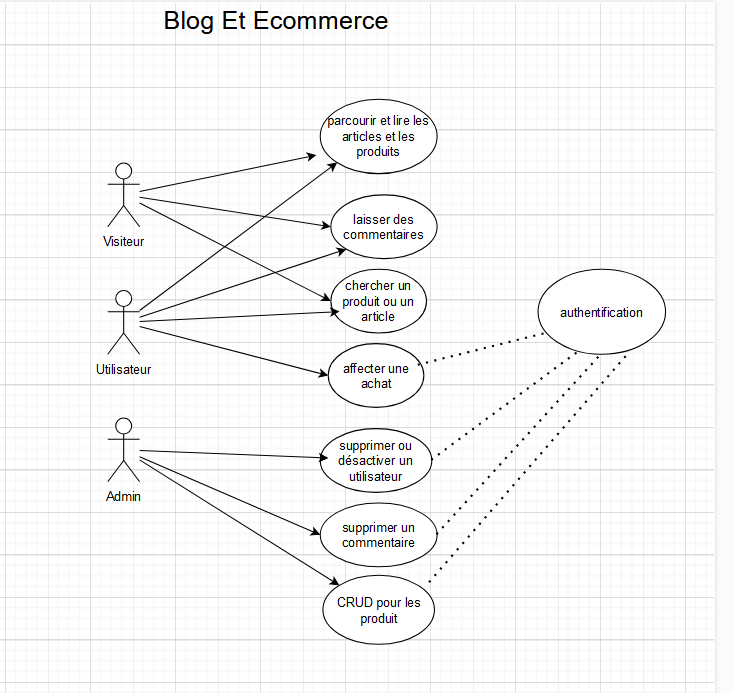 Blog Et Ecommerce
parcourir et lire les
articles et les
produits
Visiteur
laisser des
commentaires
chercher un
produit ou un
article
authentification
Utilisateur
affecter une
achat
supprimer ou
désactiver un
utilisateur
Admin
supprimer un
commentaire
CRUD pour les
produit